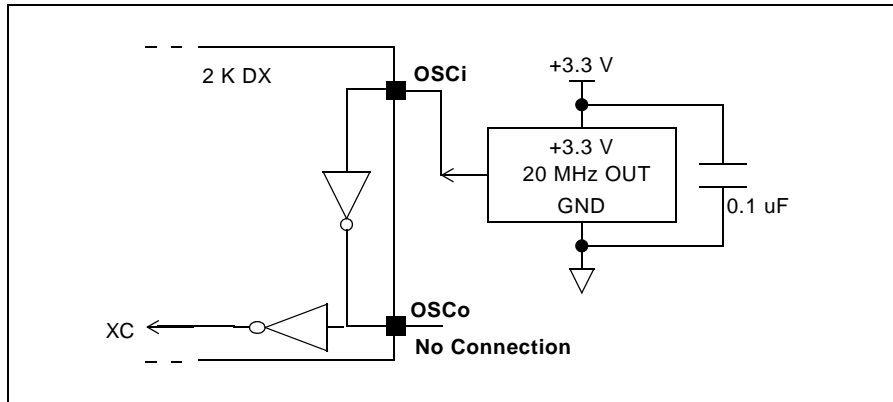 2 K DX
OSCi
+3.3 V
+3.3 V
20 MHz OUT
GND
0.1 uF
OSCo
XC
No Connection